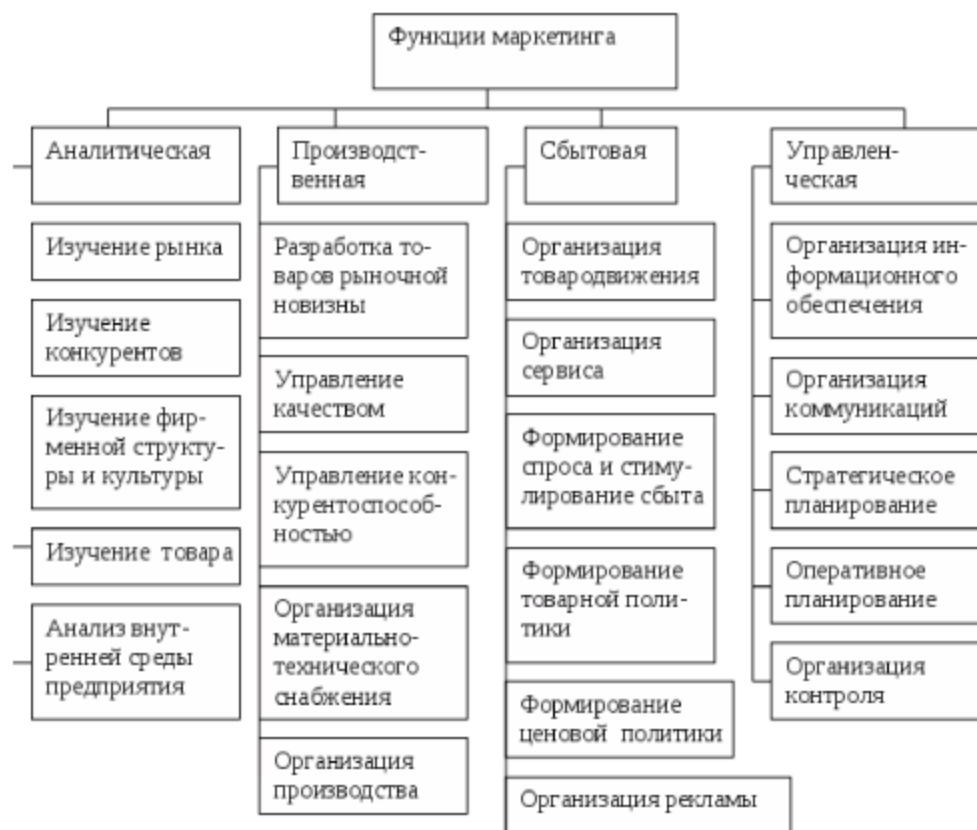 Функции маркетинга
Аналитическая
Изучение рынка
Изучение
конкурентов
Изучение фир-
менной структу-
ры и культуры
Изучение товара
Анализ внут-
ренней среды
предприятия
Производст-
венная
Разработка то-
варов рыночной
новизны
Управление
качеством
Управление кон-
курентоспособ-
ностью
Организация
материально-
технического
снабжения
Организация
производства
Сбытовая
Организация
товародвижения
Организация
сервиса
Формирование
спроса и стиму-
лирование сбыта
Формирование
товарной поли-
тики
Формирование
ценовой политики
Организация рекламы
Управлен-
ческая
Организация ин-
формационного
обеспечения
Организация
коммуникаций
Стратегическое
планирование
Оперативное
планирование
Организация
контроля